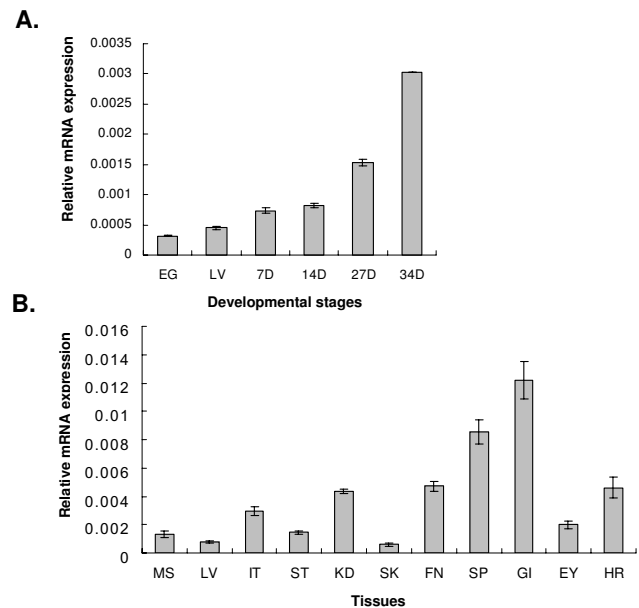 A.
Relative mRNA expression
0.0035
0.003
0.0025
0.002
0.0015
0.001
0.0005
0
EG LV 7D 14D 27D 34D
Developmental stages
B.
Relative mRNA expression
0.016
0.014
0.012
0.01
0.008
0.006
0.004
0.002
0
MS LV IT ST KD SK FN SP GI EY HR
Tissues